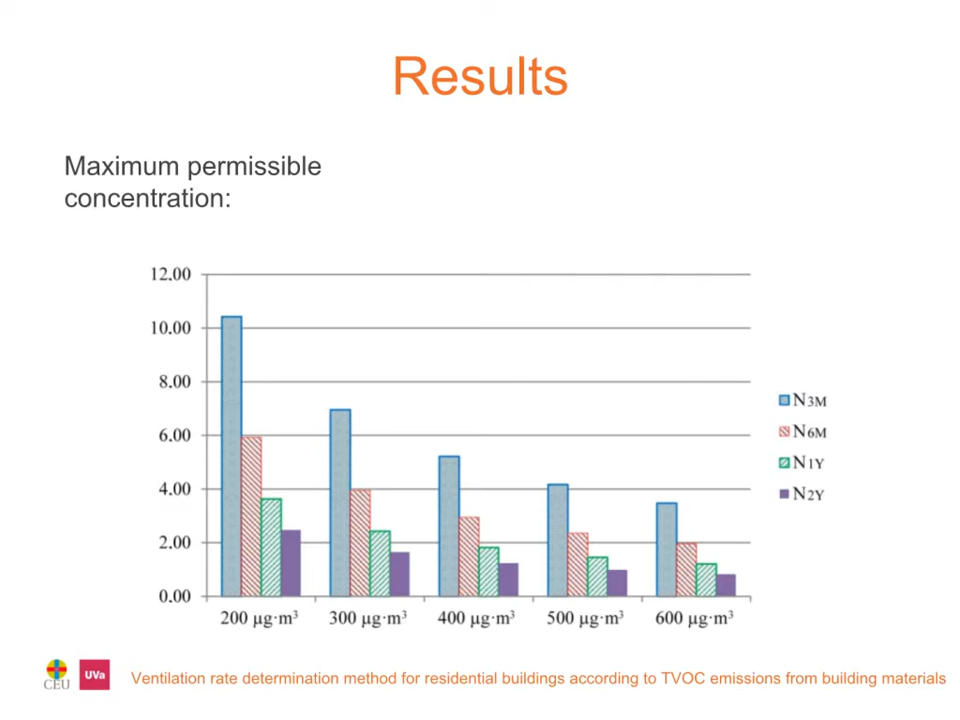 Results
Maximum permissible
concentration:
12.00
10.00
8.00
6.00
4.00
2.00
0.00
200 µg·m³
300 µg·m³
400 µg·m³
500 µg·m³
600 µg·m³
N3M
N6M
N1Y
N2Y
CEU
UVa
Ventilation rate determination method for residential buildings according to TVOC emissions from building materials